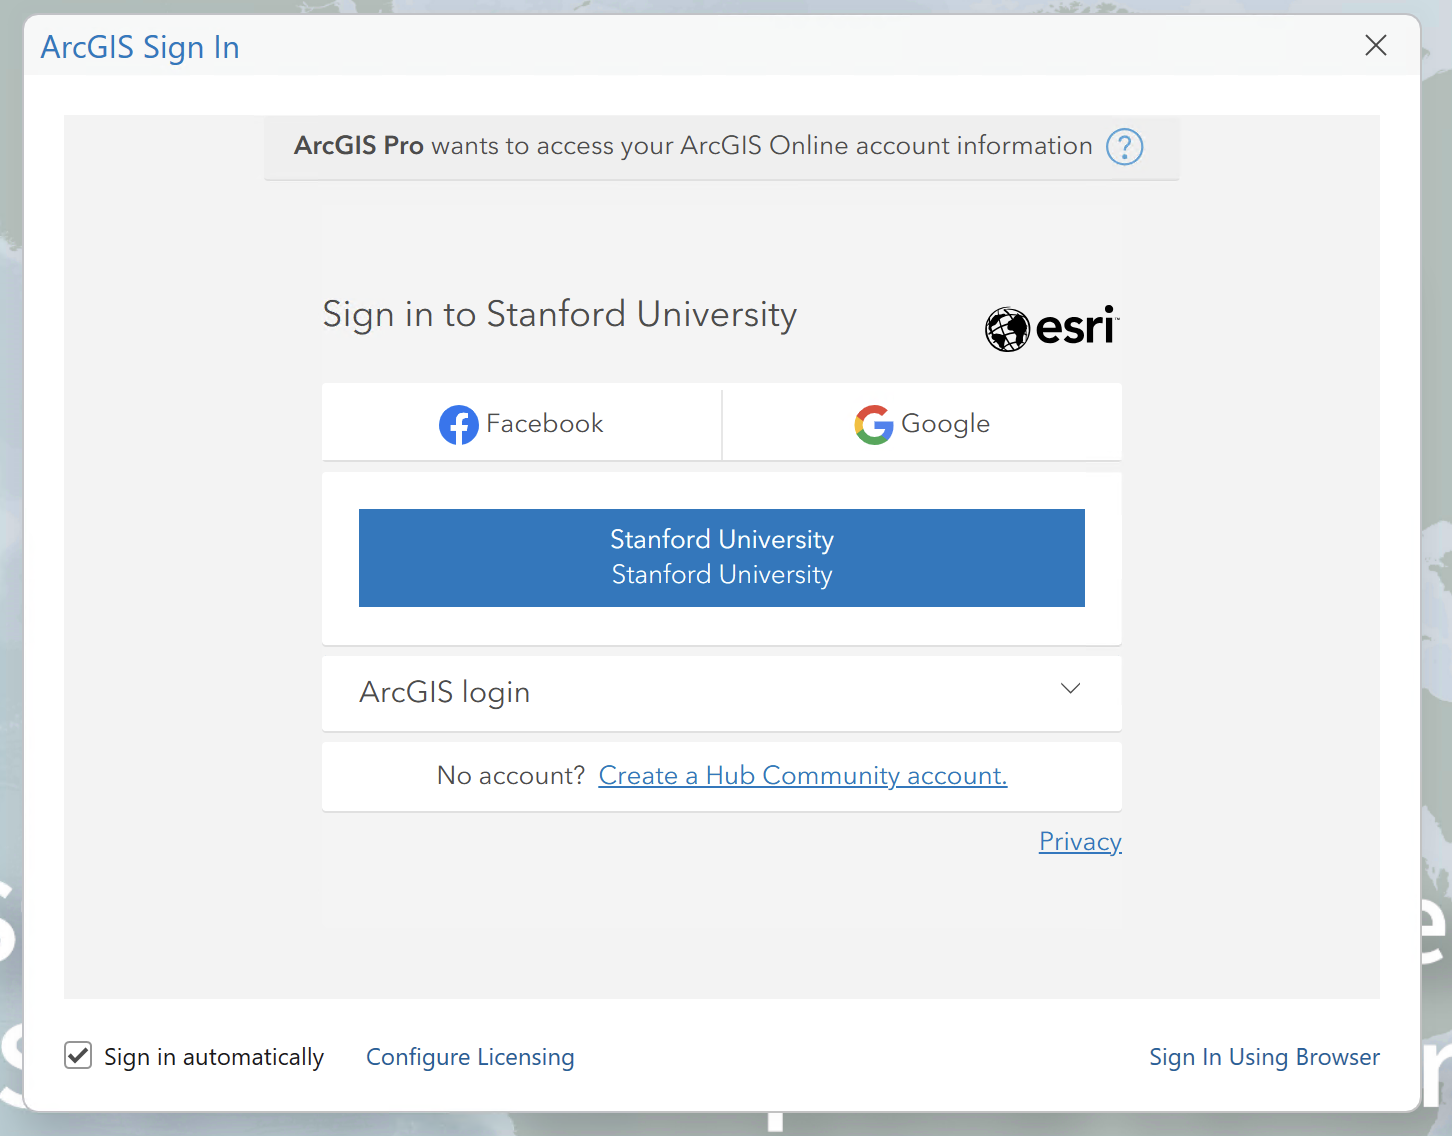 ArcGIS Sign In
ArcGIS Pro wants to access your ArcGIS Online account information ?
Sign in to Stanford University
esri™
Facebook
Google
Stanford University
Stanford University
ArcGIS login
No account? Create a Hub Community account.
Privacy
Sign in automatically
Configure Licensing
Sign In Using Browser